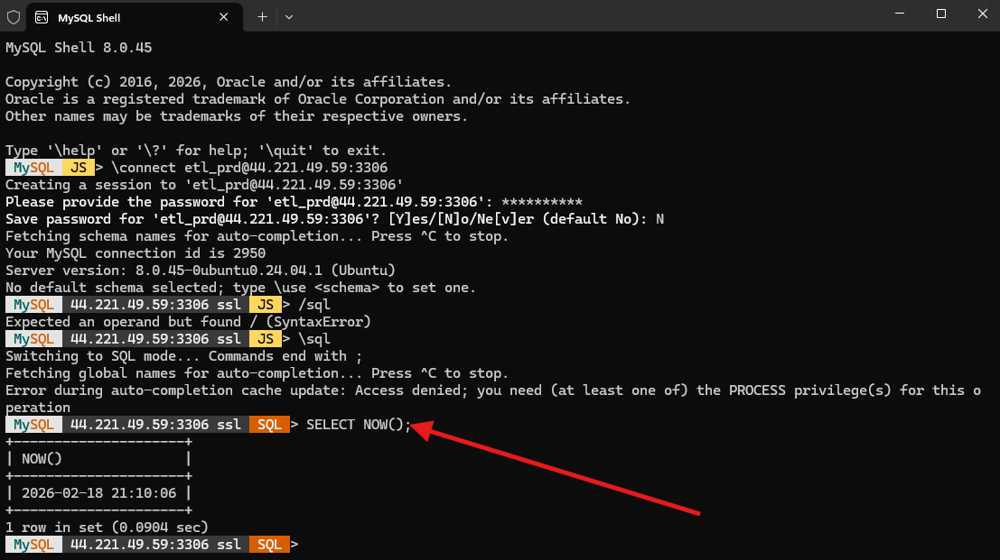 MySQL Shell
MySQL Shell 8.0.45
Copyright (c) 2016, 2026, Oracle and/or its affiliates.
Oracle is a registered trademark of Oracle Corporation and/or its affiliates.
Other names may be trademarks of their respective owners.
Type '\help' or '\?' for help; '\quit' to exit.
MySQL JS > \connect etl_prd@44.221.49.59:3306
Creating a session to 'etl_prd@44.221.49.59:3306'
Please provide the password for 'etl_prd@44.221.49.59:3306': **********
Save password for 'etl_prd@44.221.49.59:3306'? [Y]es/[N]o/Ne[v]er (default No): N
Fetching schema names for auto-completion... Press ^C to stop.
Your MySQL connection id is 2950
Server version: 8.0.45-0ubuntu0.24.04.1 (Ubuntu)
No default schema selected; type \use <schema> to set one.
MySQL 44.221.49.59:3306 ssl JS > /sql
Expected an operand but found / (SyntaxError)
MySQL 44.221.49.59:3306 ssl JS > \sql
Switching to SQL mode... Commands end with ;
Fetching global names for auto-completion... Press ^C to stop.
Error during auto-completion cache update: Access denied; you need (at least one of) the PROCESS privilege(s) for this o
peration
MySQL 44.221.49.59:3306 ssl SQL > SELECT NOW();
+---------------------+
| NOW()               |
+---------------------+
| 2026-02-18 21:10:06 |
+---------------------+
1 row in set (0.0904 sec)
MySQL 44.221.49.59:3306 ssl SQL >